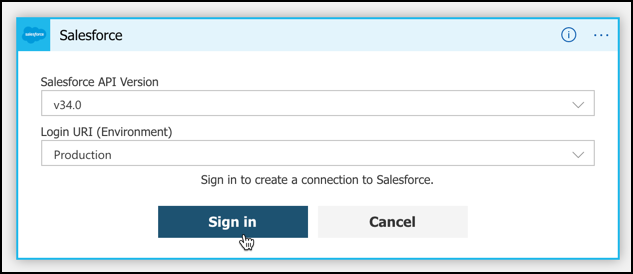 salesforce
Salesforce
Salesforce API Version
v34.0
Login URI (Environment)
Production
Sign in to create a connection to Salesforce.
Sign in
Cancel